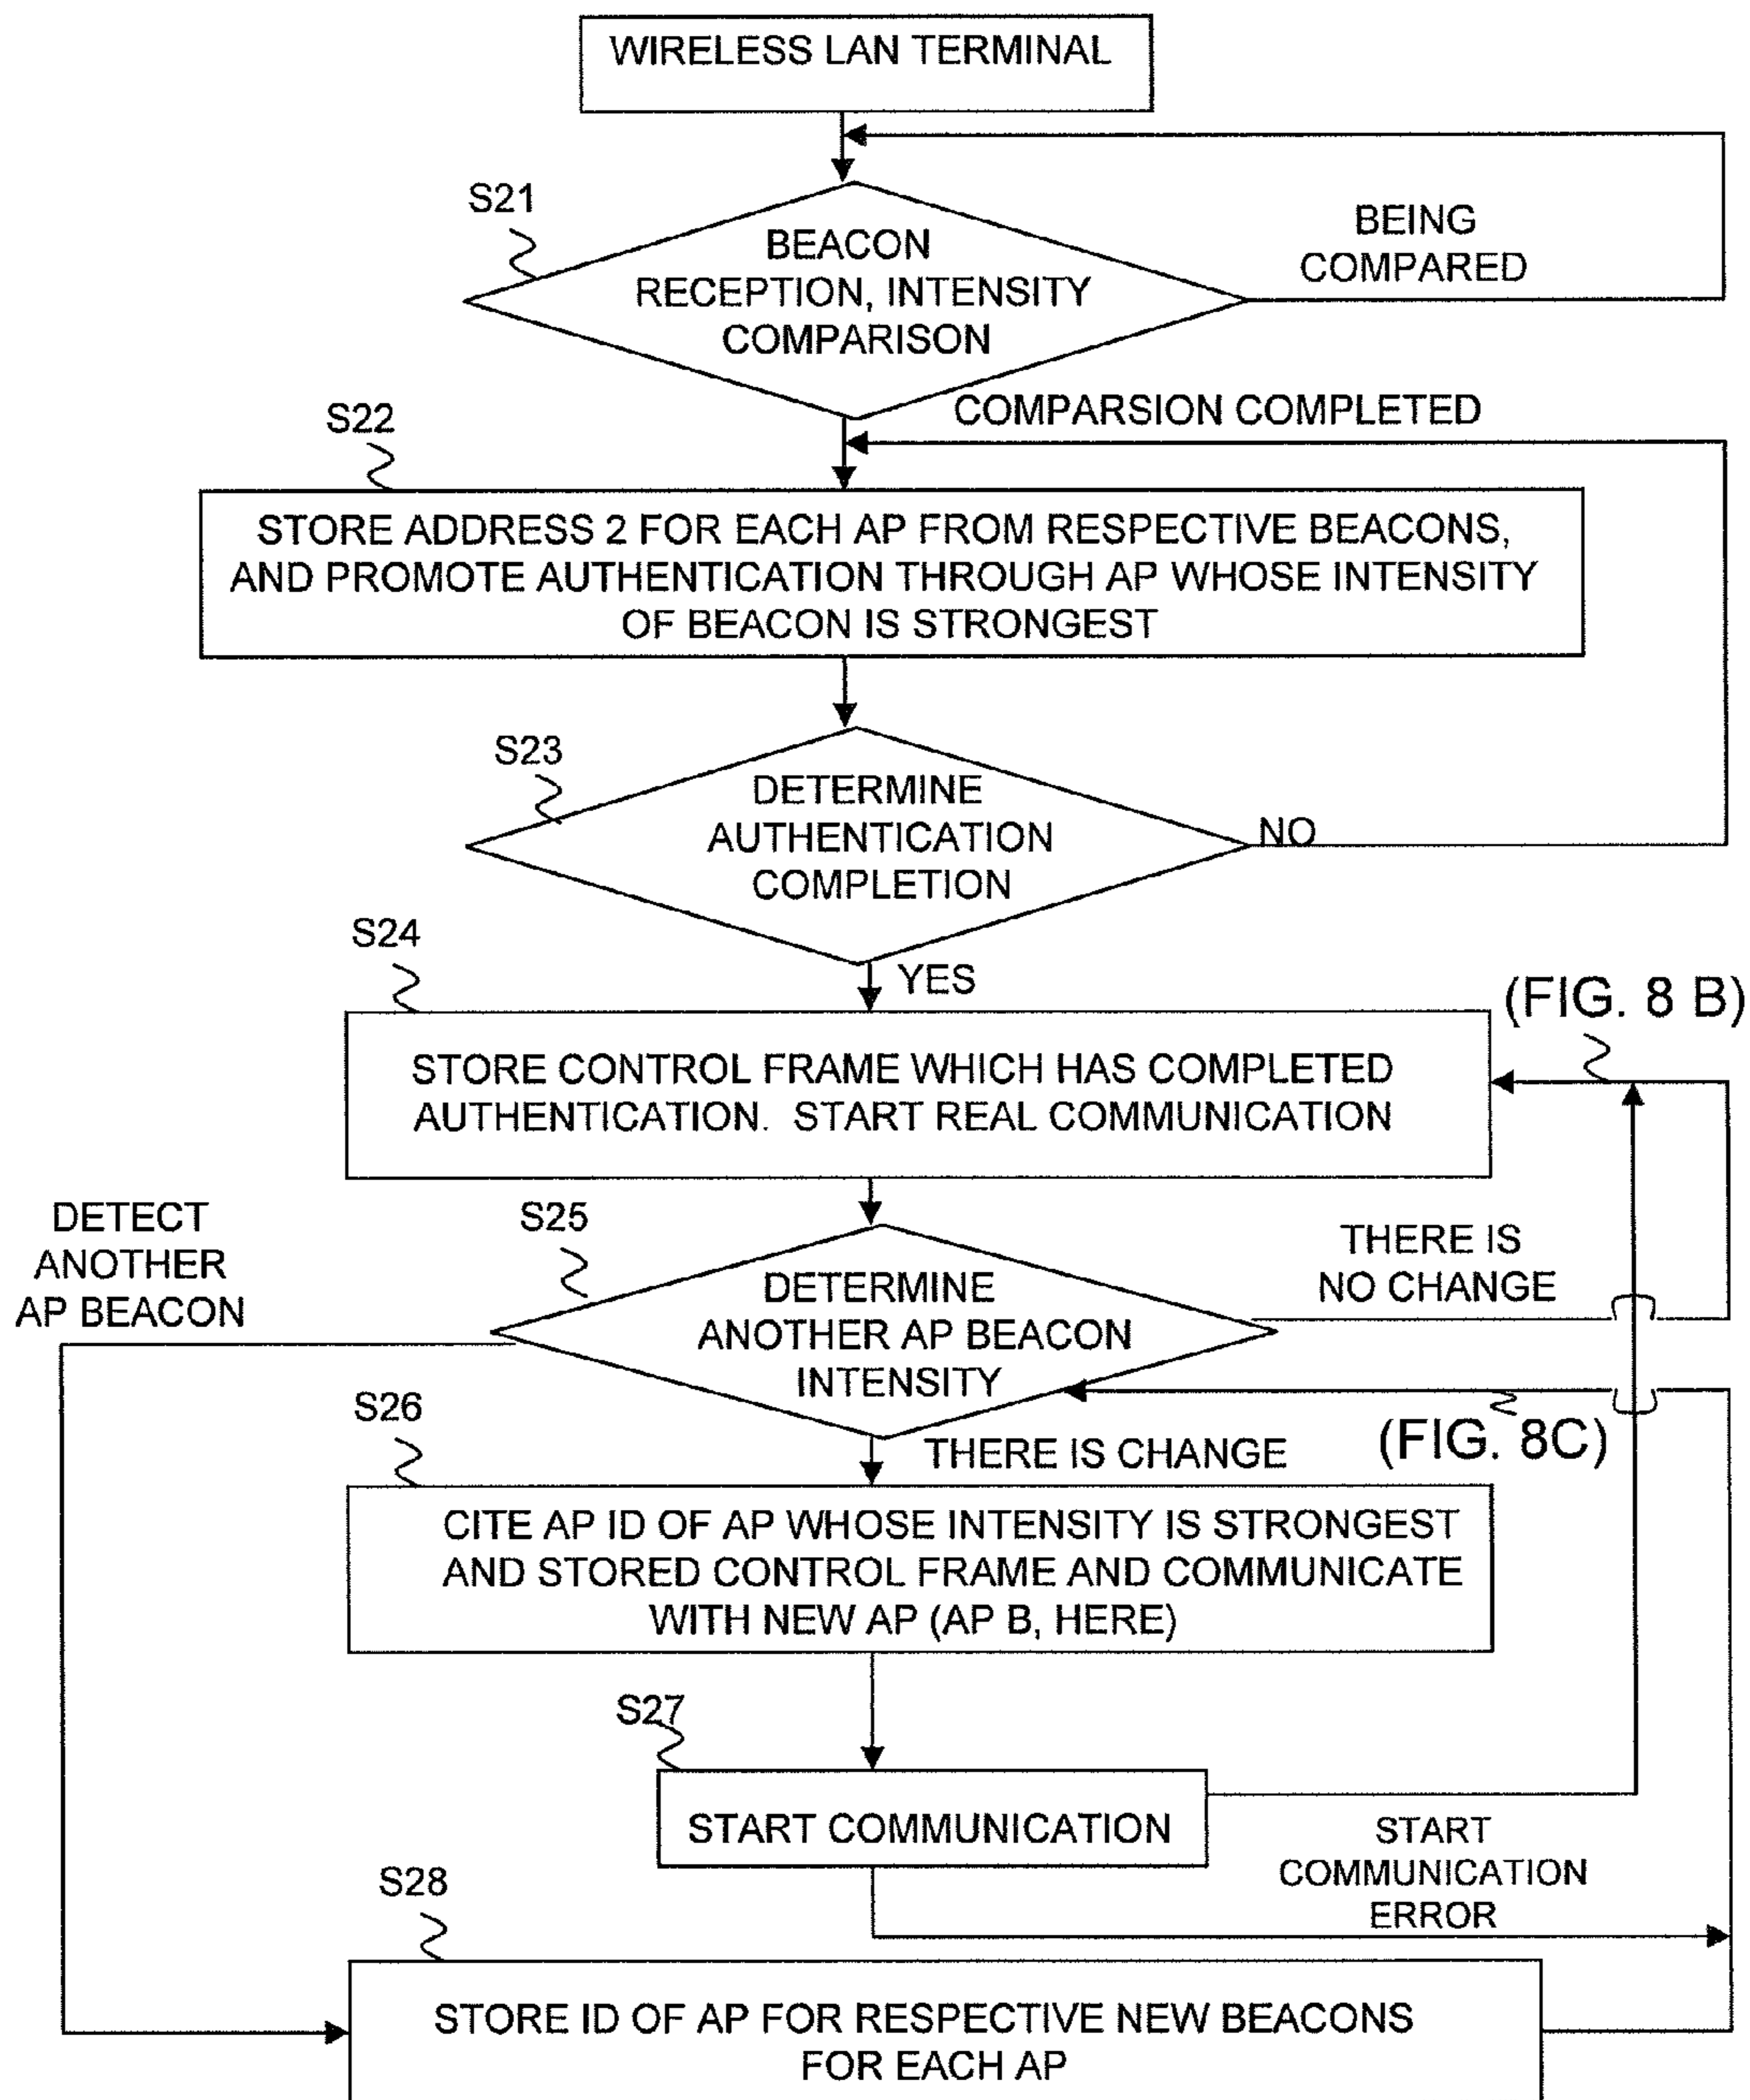 WIRELESS LAN TERMINAL
S21
BEACON
RECEPTION, INTENSITY
COMPARISON
BEING
COMPARED
COMPARSION COMPLETED
S22
STORE ADDRESS 2 FOR EACH AP FROM RESPECTIVE BEACONS,
AND PROMOTE AUTHENTICATION THROUGH AP WHOSE INTENSITY
OF BEACON IS STRONGEST
S23
DETERMINE
AUTHENTICATION
COMPLETION
NO
YES
S24
(FIG. 8 B)
STORE CONTROL FRAME WHICH HAS COMPLETED
AUTHENTICATION. START REAL COMMUNICATION
DETECT
ANOTHER
AP BEACON
S25
DETERMINE
ANOTHER AP BEACON
INTENSITY
THERE IS
NO CHANGE
(FIG. 8C)
THERE IS CHANGE
S26
CITE AP ID OF AP WHOSE INTENSITY IS STRONGEST
AND STORED CONTROL FRAME AND COMMUNICATE
WITH NEW AP (AP B, HERE)
S27
START COMMUNICATION
START
COMMUNICATION
ERROR
S28
STORE ID OF AP FOR RESPECTIVE NEW BEACONS
FOR EACH AP